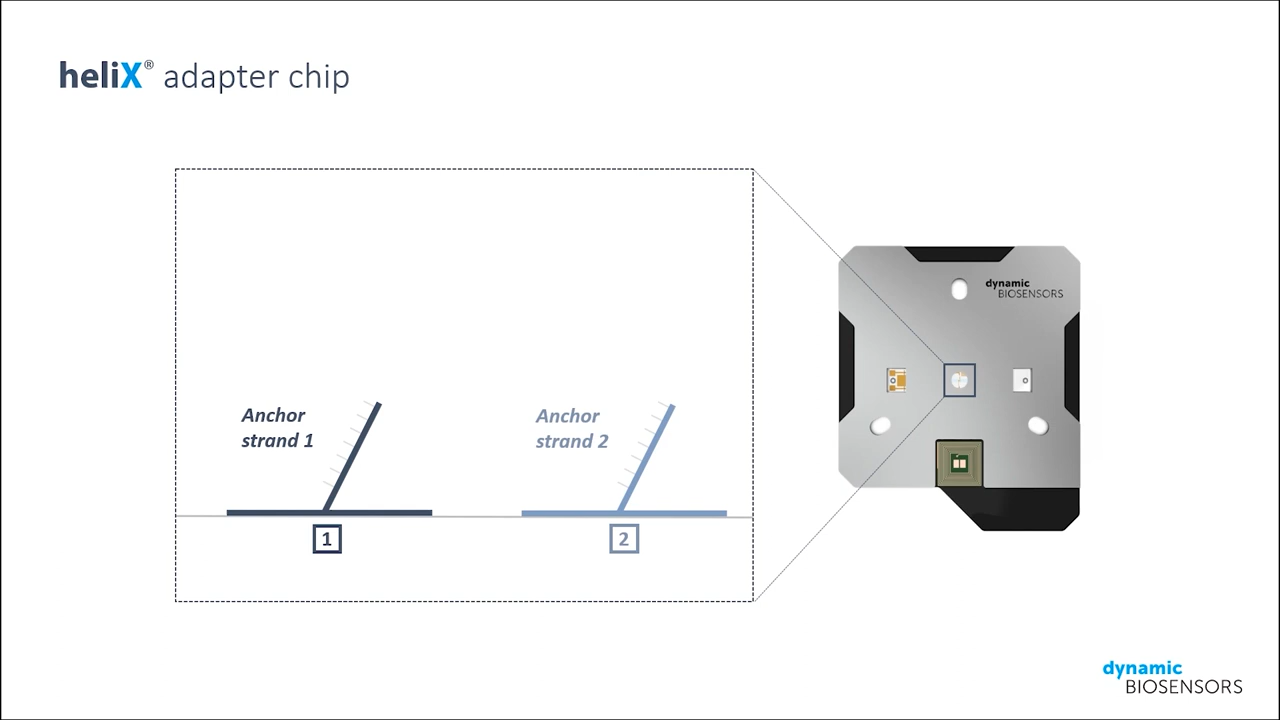 heliX® adapter chip
dynamic
BIOSENSORS
Anchor
strand 1
Anchor
strand 2
1
2
dynamic
BIOSENSORS